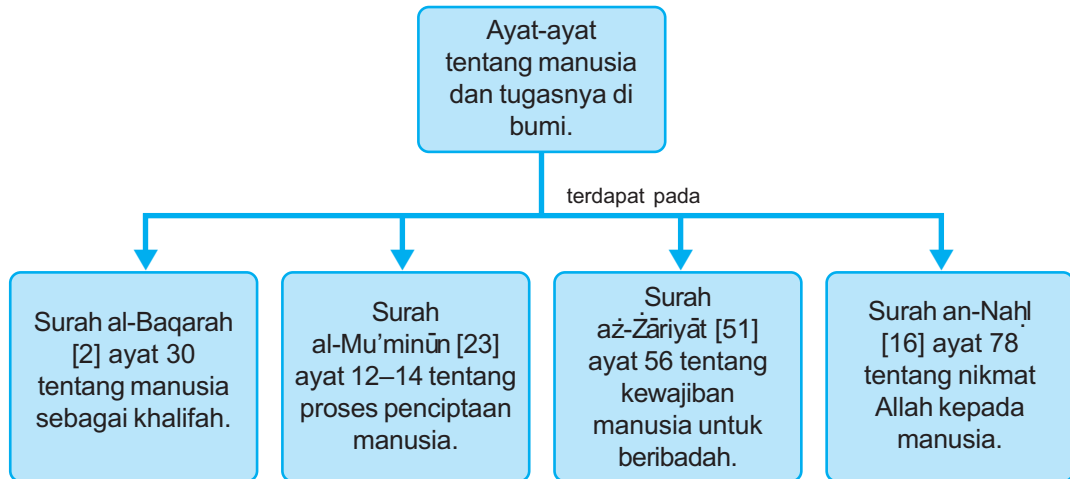 Ayat-ayat
tentang manusia
dan tugasnya di
bumi.
terdapat pada
Surah al-Baqarah
[2] ayat 30
tentang manusia
sebagai khalifah.
Surah
al-Mu’minūn [23]
ayat 12–14 tentang
proses penciptaan
manusia.
Surah
aż-Żāriyāt [51]
ayat 56 tentang
kewajiban
manusia untuk
beribadah.
Surah an-Naḥl
[16] ayat 78
tentang nikmat
Allah kepada
manusia.